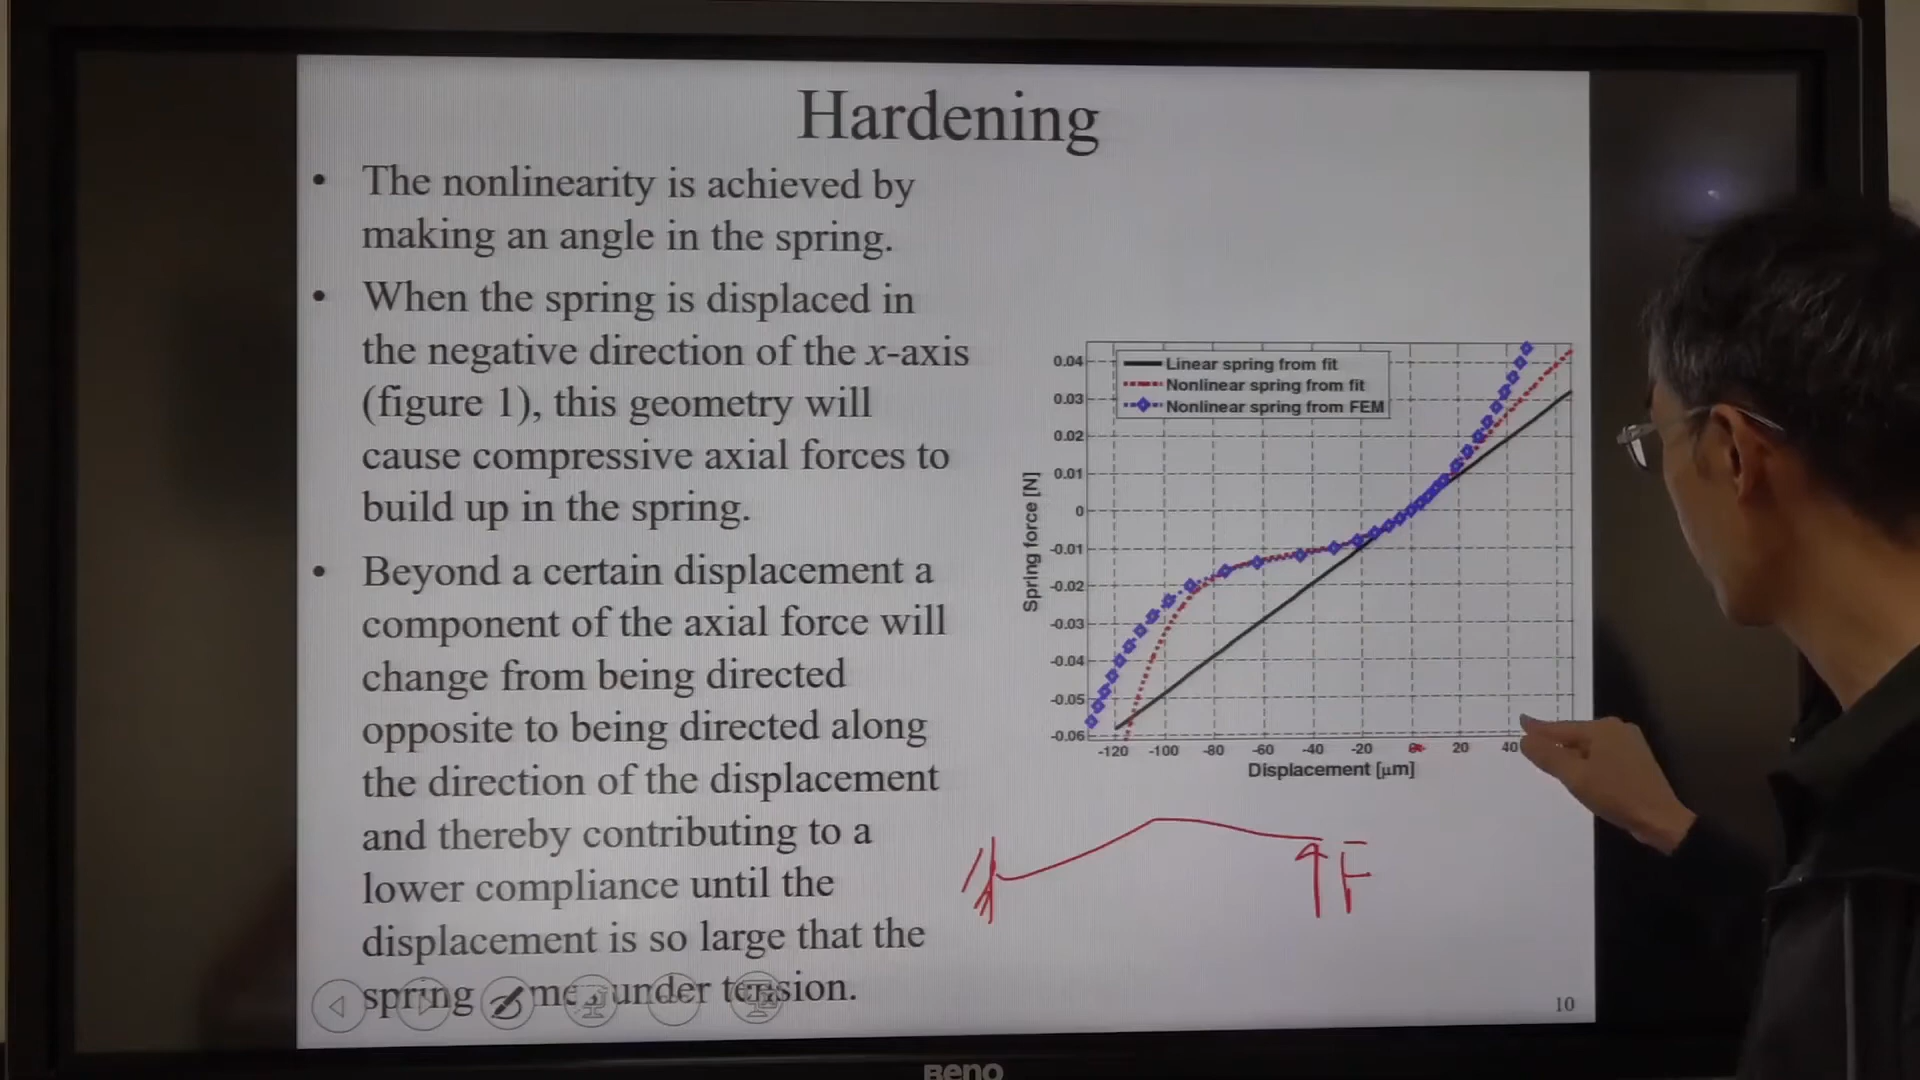 Hardening
• The nonlinearity is achieved by
making an angle in the spring.
• When the spring is displaced in
the negative direction of the x-axis
(figure 1), this geometry will
cause compressive axial forces to
build up in the spring.
• Beyond a certain displacement a
component of the axial force will
change from being directed
opposite to being directed along
the direction of the displacement
and thereby contributing to a
lower compliance until the
displacement is so large that the
spring under tension.
Linear spring from fit
Nonlinear spring from fit
Nonlinear spring from FEM
Spring force [N]
0.04
0.03
0.02
0.01
0
-0.01
-0.02
-0.03
-0.04
-0.05
-0.06
-120 -100 -80 -60 -40 -20 0 20 40
Displacement [μm]
F
10
BenQ